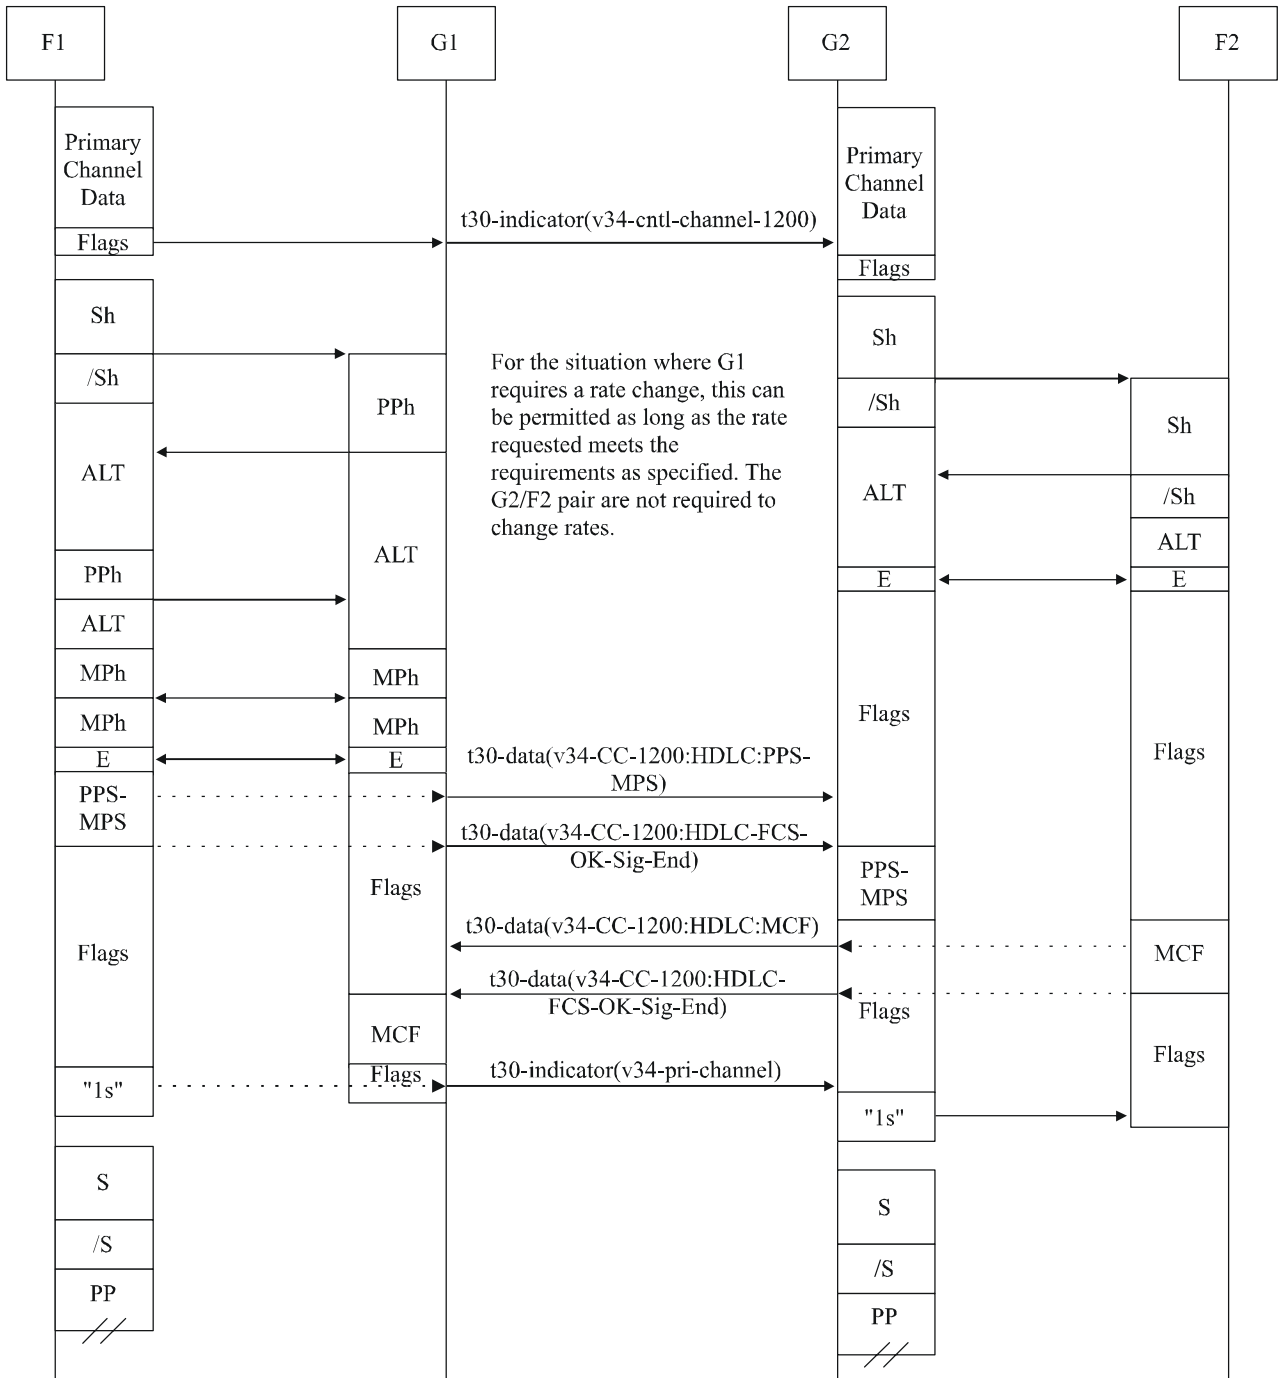 F1
G1
G2
F2
Primary
Channel
Data
Flags
t30-indicator(v34-cntl-channel-1200)
Primary
Channel
Data
Flags
Sh
/Sh
ALT
PPh
ALT
MPh
MPh
E
PPS-
MPS
Flags
"1s"
S
/S
PP
PPh
ALT
MPh
MPh
E
Flags
MCF
Flags
For the situation where G1
requires a rate change, this can
be permitted as long as the rate
requested meets the
requirements as specified. The
G2/F2 pair are not required to
change rates.
t30-data(v34-CC-1200:HDLC:PPS-
MPS)
t30-data(v34-CC-1200:HDLC-FCS-
OK-Sig-End)
t30-data(v34-CC-1200:HDLC:MCF)
t30-data(v34-CC-1200:HDLC-
FCS-OK-Sig-End)
t30-indicator(v34-pri-channel)
Sh
/Sh
ALT
E
Flags
PPS-
MPS
Flags
"1s"
S
/S
PP
Sh
/Sh
ALT
E
Flags
MCF
Flags